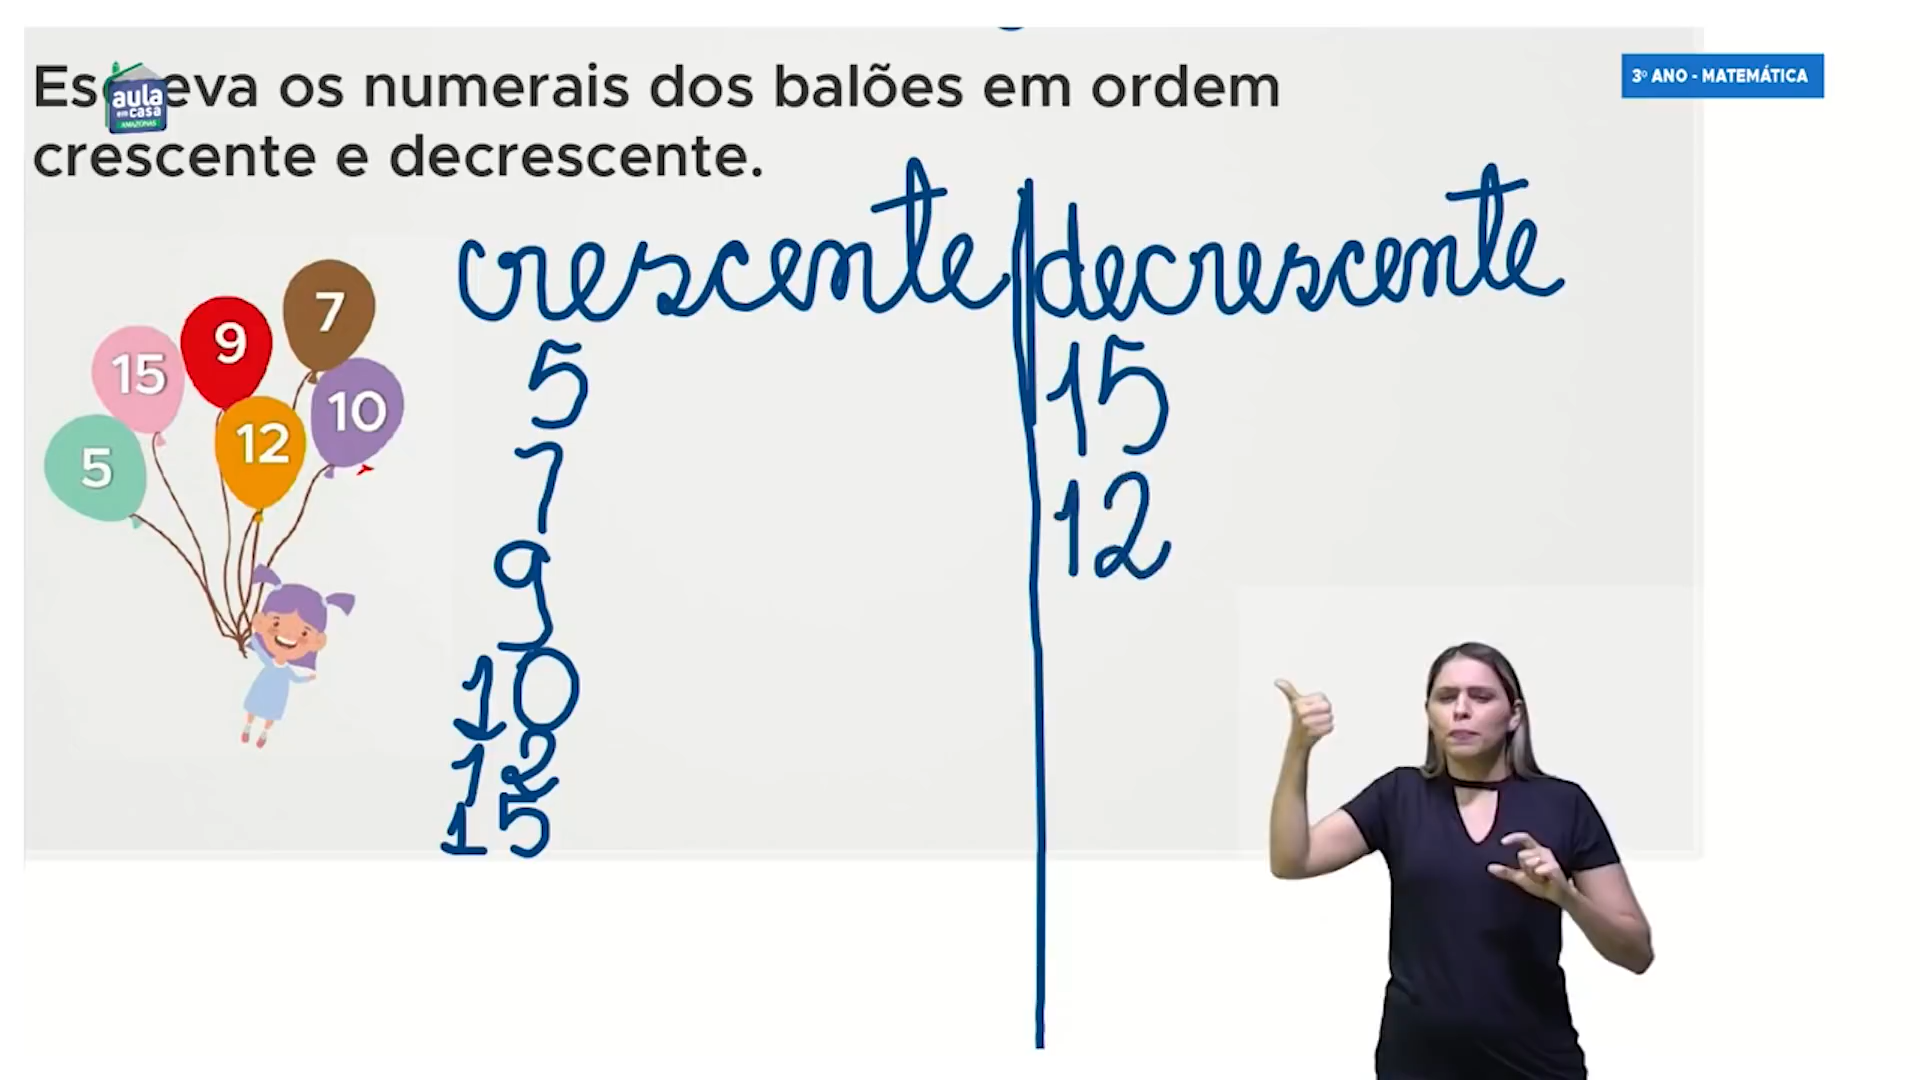 Es eva os numerais dos balões em ordem
crescente e decrescente.
aula
em casa
AMAZONAS
3º ANO - MATEMÁTICA
crescente decrescente
7
9
15
10
12
5
5 15
7 12
9
10
12
15